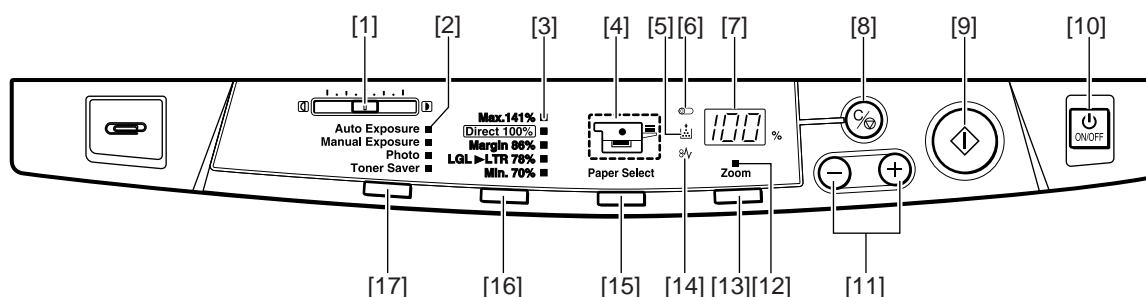 [1] [2] [3] [4] [5] [6] [7] [8] [9] [10]
Auto Exposure
Manual Exposure
Photo
Toner Saver
Max.141%
Direct 100%
Margin 86%
LGL ▶LTR 78%
Min. 70%
Paper Select
100 %
Zoom
C/
ON/OFF
[17] [16] [15] [14] [13] [12] [11]